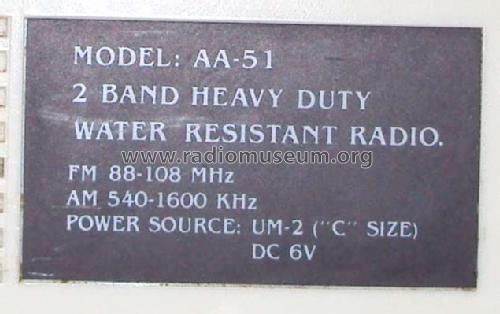 MODEL: AA-51
2 BAND HEAVY DUTY
WATER RESISTANT RADIO.
www.radiomuseum.org
FM 88-108 MHz
AM 540-1600 KHz
POWER SOURCE: UM-2 ("C" SIZE)
DC 6V